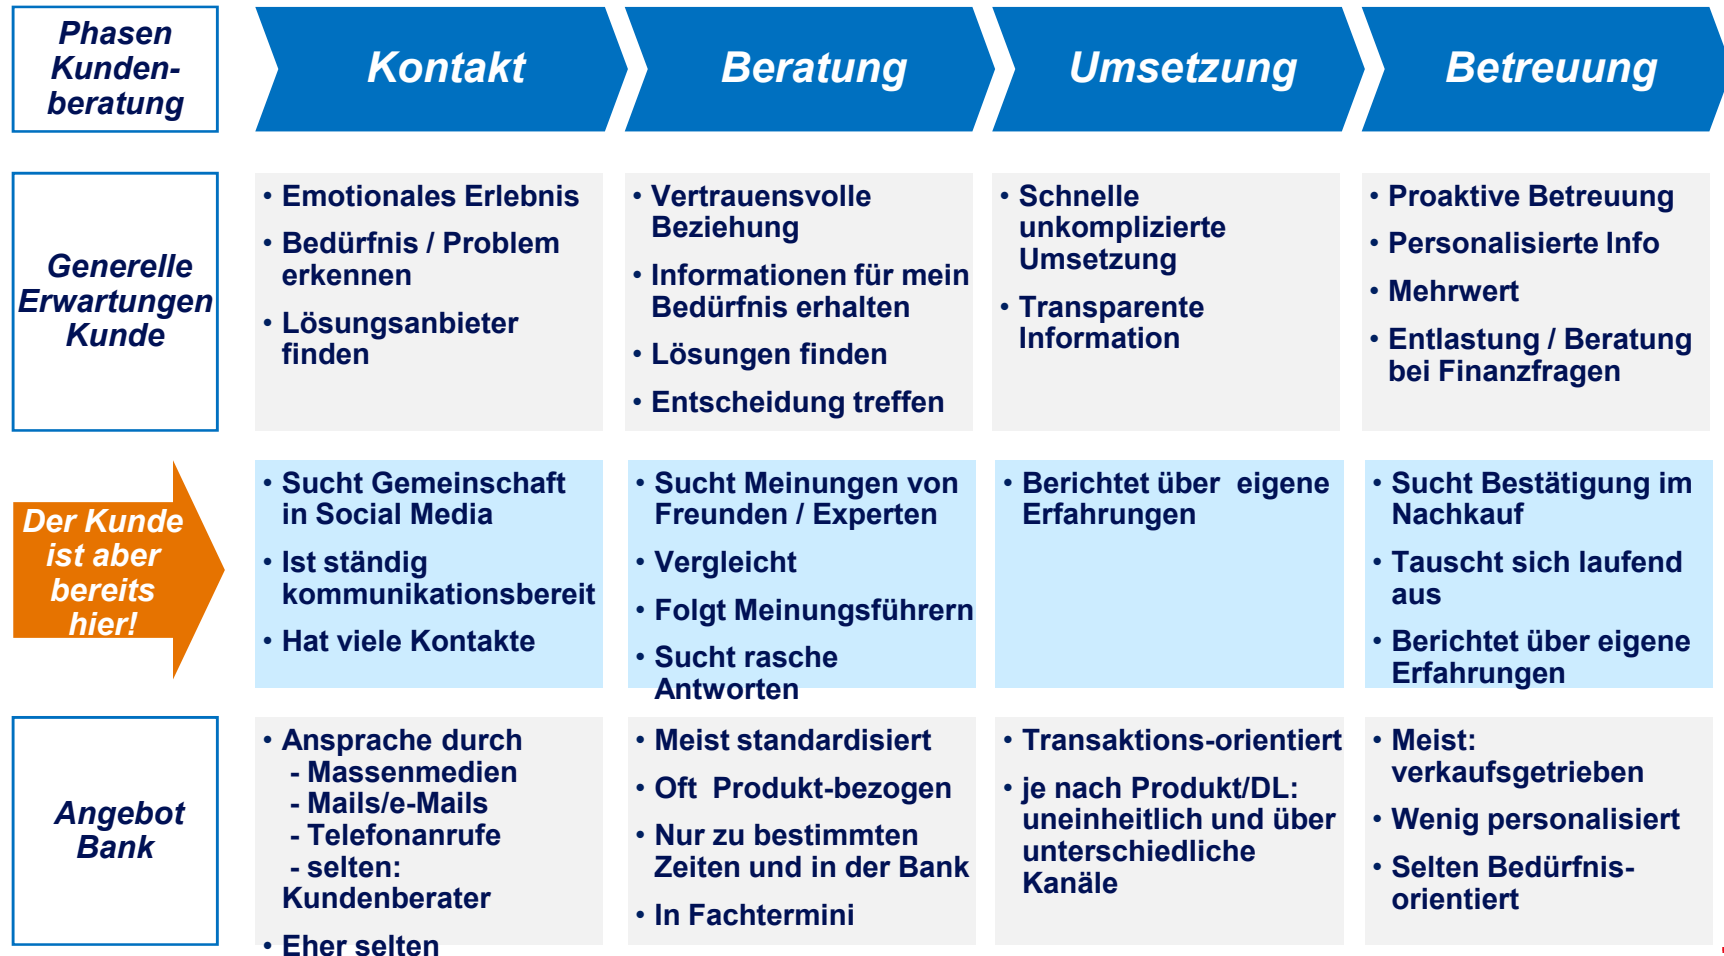 Phasen
Kunden-
beratung
Kontakt
Beratung
Umsetzung
Betreuung
Generelle
Erwartungen
Kunde
• Emotionales Erlebnis
• Bedürfnis / Problem
erkennen
• Lösungsanbieter
finden
• Vertrauensvolle
Beziehung
• Informationen für mein
Bedürfnis erhalten
• Lösungen finden
• Entscheidung treffen
• Schnelle
unkomplizierte
Umsetzung
• Transparente
Information
• Proaktive Betreuung
• Personalisierte Info
• Mehrwert
• Entlastung / Beratung
bei Finanzfragen
Der Kunde
ist aber
bereits
hier!
• Sucht Gemeinschaft
in Social Media
• Ist ständig
kommunikationsbereit
• Hat viele Kontakte
• Sucht Meinungen von
Freunden / Experten
• Vergleicht
• Folgt Meinungsführern
• Sucht rasche
Antworten
• Berichtet über eigene
Erfahrungen
• Sucht Bestätigung im
Nachkauf
• Tauscht sich laufend
aus
• Berichtet über eigene
Erfahrungen
Angebot
Bank
• Ansprache durch
- Massenmedien
- Mails/e-Mails
- Telefonanrufe
- selten:
Kundenberater
• Eher selten
• Meist standardisiert
• Oft Produkt-bezogen
• Nur zu bestimmten
Zeiten und in der Bank
• In Fachtermini
• Transaktions-orientiert
• je nach Produkt/DL:
uneinheitlich und über
unterschiedliche
Kanäle
• Meist:
verkaufsgetrieben
• Wenig personalisiert
• Selten Bedürfnis-
orientiert